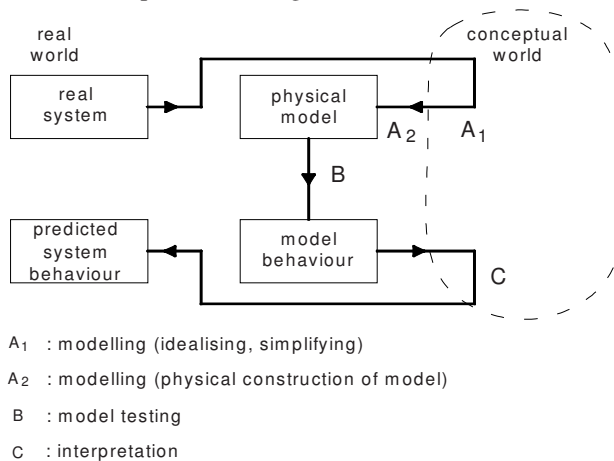 real
world
conceptual
world
real
system
physical
model
A2
A1
B
predicted
system
behaviour
model
behaviour
C
A1 : modelling (idealising, simplifying)
A2 : modelling (physical construction of model)
B : model testing
C : interpretation